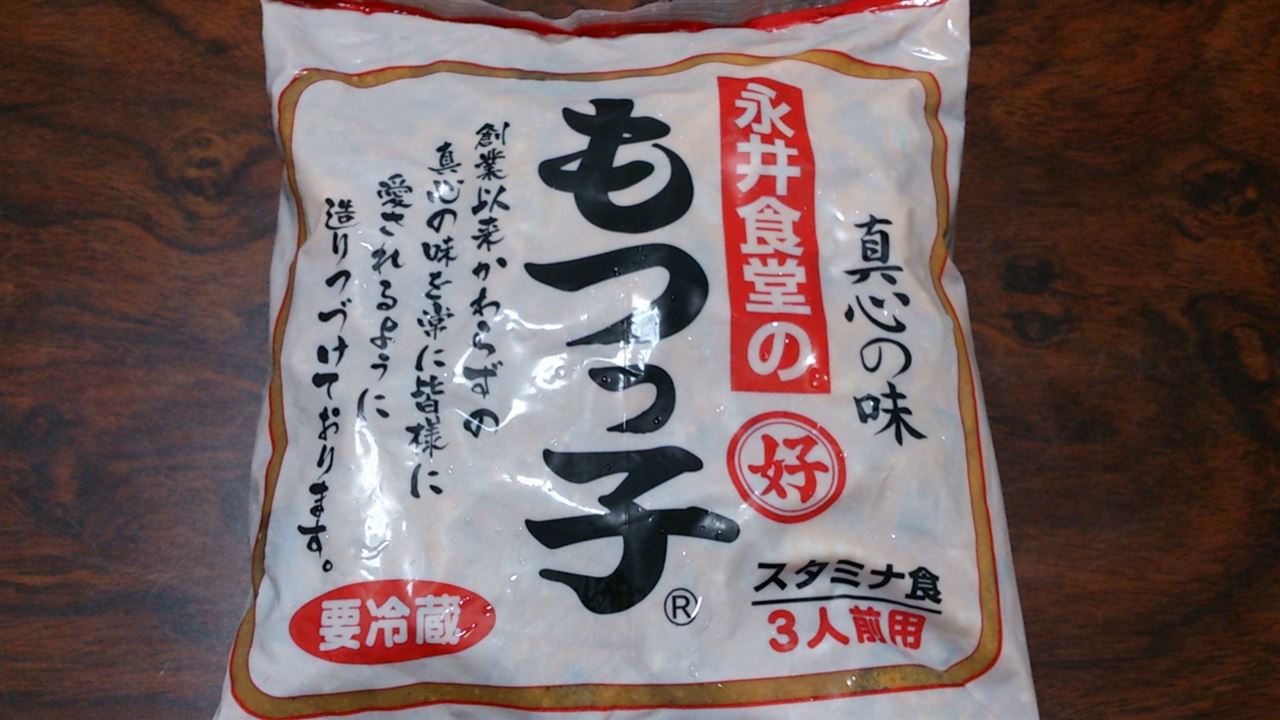 真心の味
永井食堂の
好
もつっ子
®
創業以来かわらずの
真心の味を楽に皆様に
愛されるように
造りつづけております。
要冷蔵
スタミナ食
3人前用